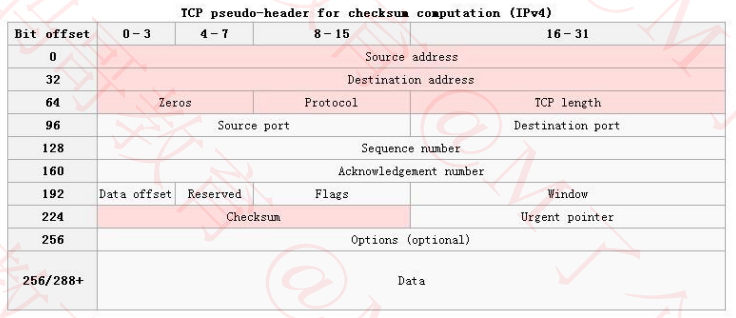 TCP pseudo-header for checksum computation (IPv4)
Bit offset 0-3 4-7 8-15 16-31
0 Source address
32 Destination address
64 Zeros Protocol TCP length
96 Source port Destination port
128 Sequence number
160 Acknowledgement number
192 Data offset Reserved Flags Window
224 Checksum Urgent pointer
256 Options (optional)
256/288+ Data